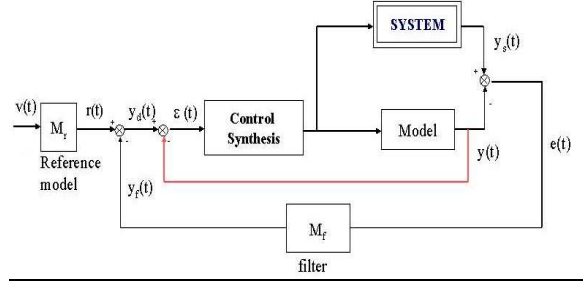 SYSTEM
y_s(t)
+
-
v(t)
M_r
r(t)
+
-
y_d(t)
+
-
ε(t)
Control
Synthesis
Model
y(t)
e(t)
Reference
model
y_f(t)
M_f
filter